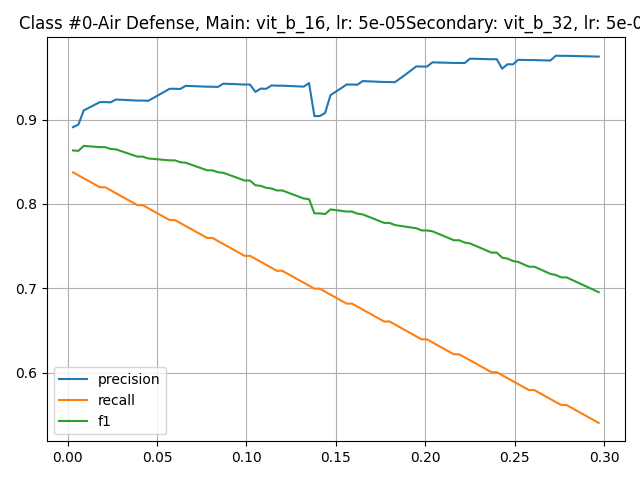 Class #0-Air Defense, Main: vit_b_16, lr: 5e-05Secondary: vit_b_32, lr: 5e-0
0.9
0.8
0.7
0.6
precision
recall
f1
0.00 0.05 0.10 0.15 0.20 0.25 0.30